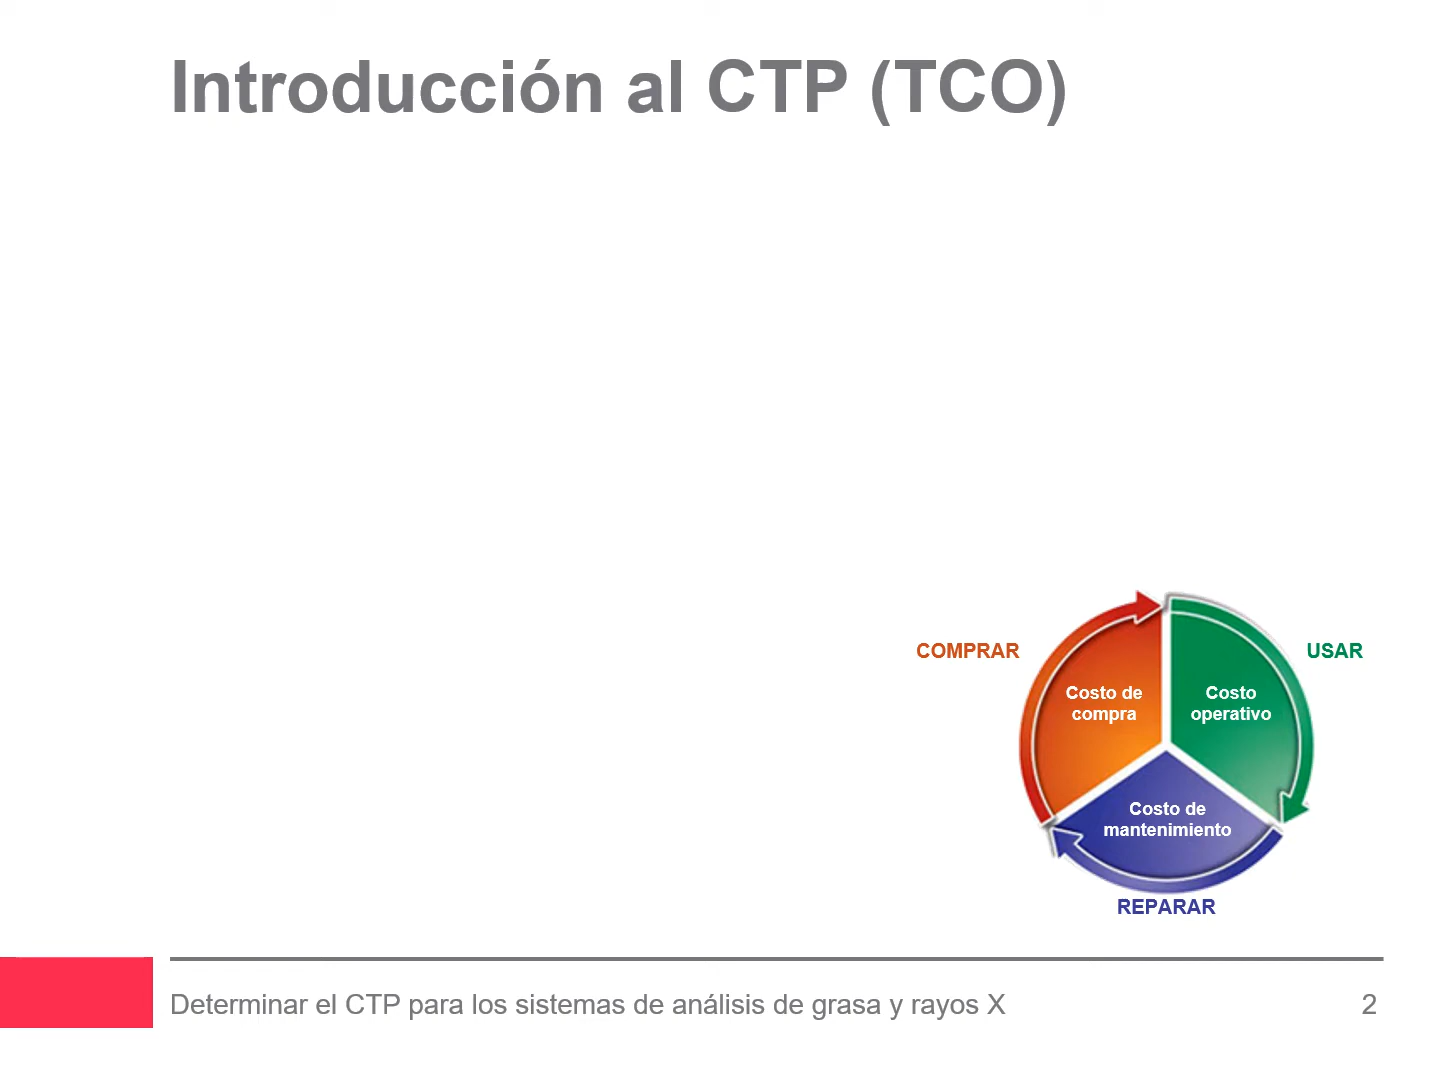 Introducción al CTP (TCO)
COMPRAR
USAR
Costo de
compra
Costo
operativo
Costo de
mantenimiento
REPARAR
Determinar el CTP para los sistemas de análisis de grasa y rayos X
2